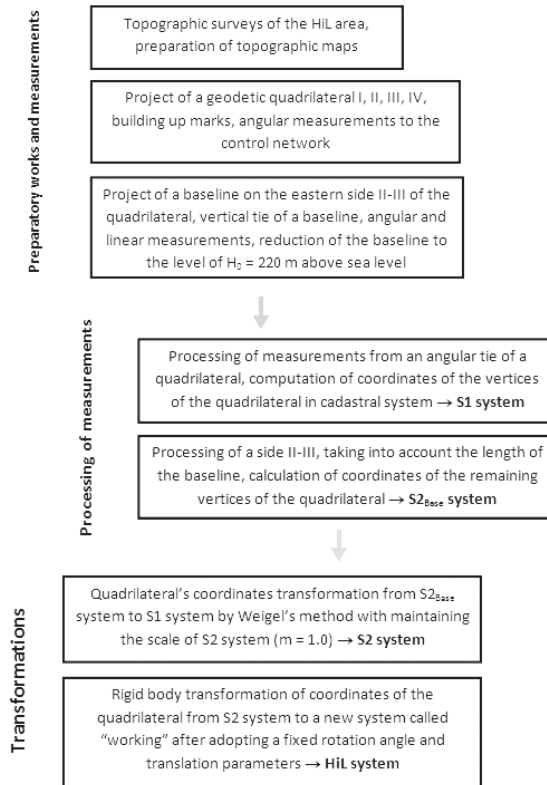 Preparatory works and measurements
Topographic surveys of the HiL area,
preparation of topographic maps
Project of a geodetic quadrilateral I, II, III, IV,
building up marks, angular measurements to the
control network
Project of a baseline on the eastern side II-III of the
quadrilateral, vertical tie of a baseline, angular and
linear measurements, reduction of the baseline to
the level of H₀ = 220 m above sea level
Processing of measurements
Processing of measurements from an angular tie of a
quadrilateral, computation of coordinates of the vertices
of the quadrilateral in cadastral system → S1 system
Processing of a side II-III, taking into account the length of
the baseline, calculation of coordinates of the remaining
vertices of the quadrilateral → S2Base system
Transformations
Quadrilateral's coordinates transformation from S2Base
system to S1 system by Weigel's method with maintaining
the scale of S2 system (m = 1.0) → S2 system
Rigid body transformation of coordinates of the
quadrilateral from S2 system to a new system called
"working" after adopting a fixed rotation angle and
translation parameters → HiL system